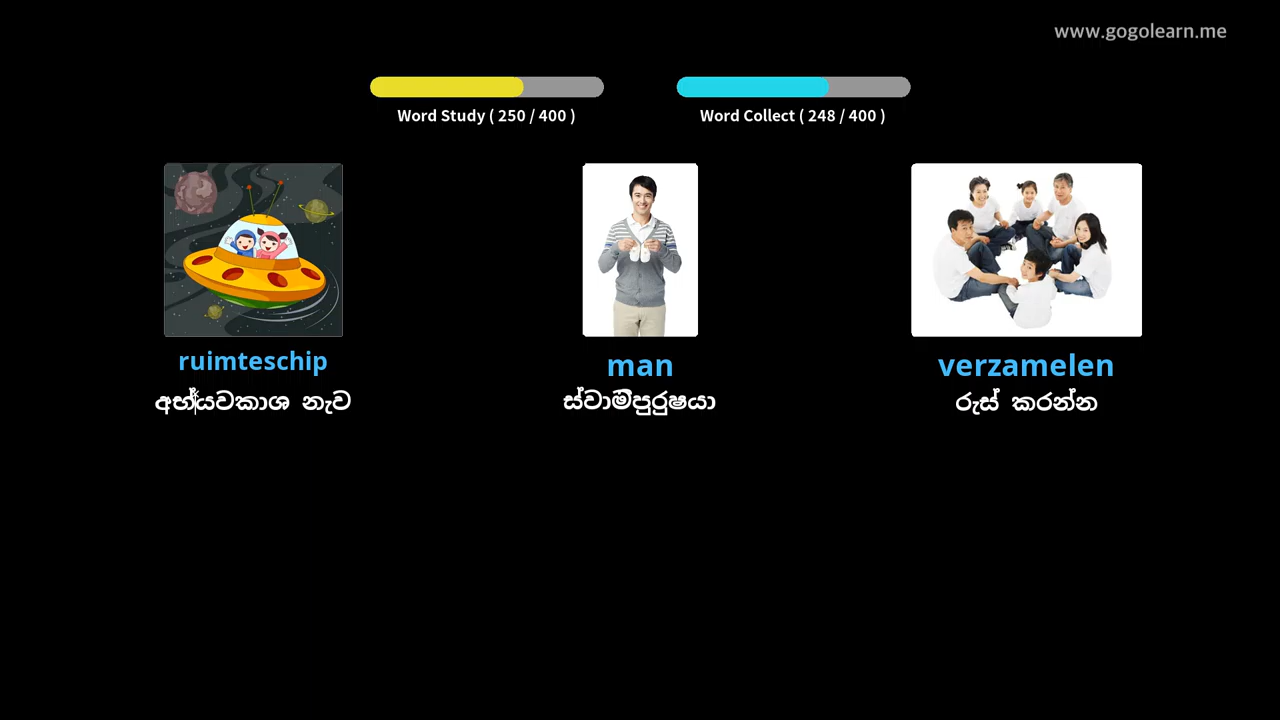 www.gogolearn.me
Word Study ( 250 / 400 )
Word Collect ( 248 / 400 )
ruimteschip
man
verzamelen
අභ්‍යවකාශ නැව
ස්වාමිපුරුෂයා
රුස් කරන්න